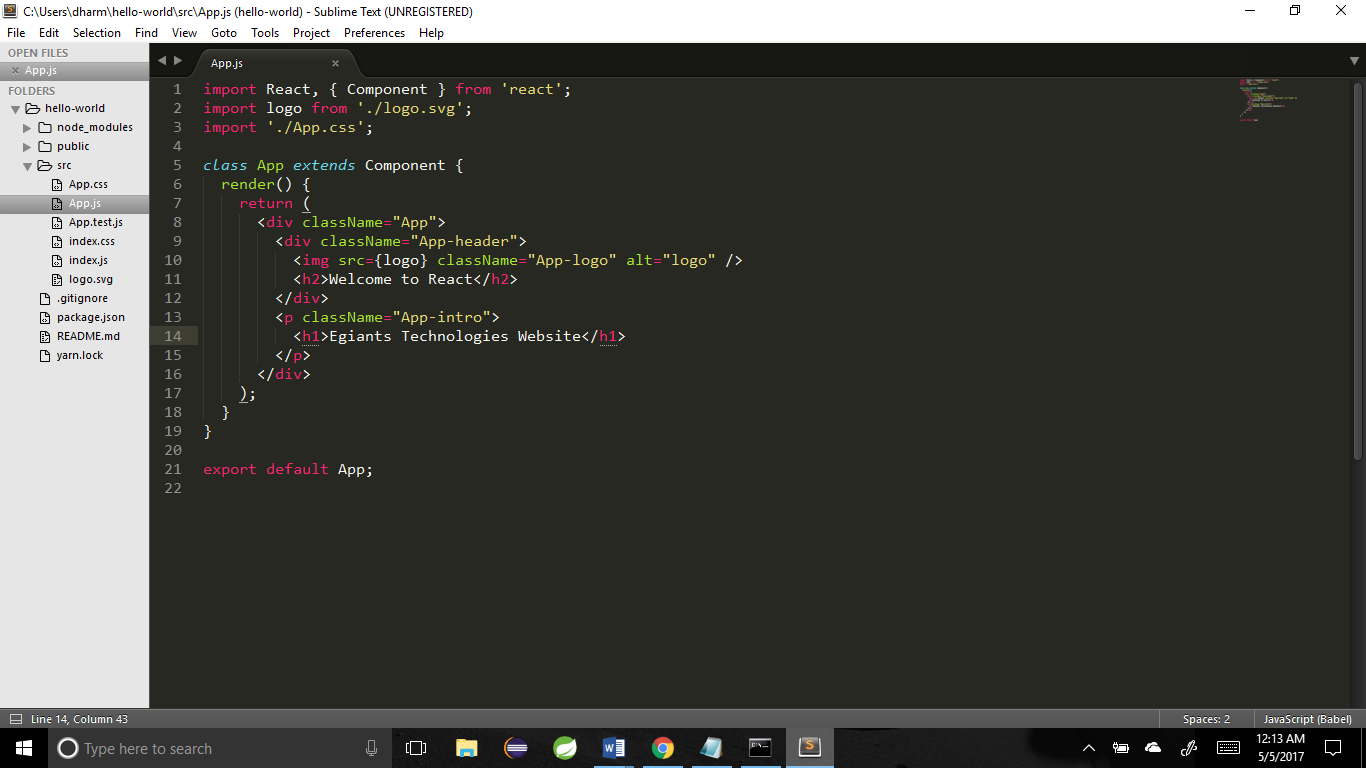 C:\Users\dharm\hello-world\src\App.js (hello-world) - Sublime Text (UNREGISTERED)
File Edit Selection Find View Goto Tools Project Preferences Help
OPEN FILES
App.js
FOLDERS
hello-world
node_modules
public
src
App.css
App.js
App.test.js
index.css
index.js
logo.svg
.gitignore
package.json
README.md
yarn.lock
App.js
1 import React, { Component } from 'react';
2 import logo from './logo.svg';
3 import './App.css';
4
5 class App extends Component {
6   render() {
7     return (
8       <div className="App">
9         <div className="App-header">
10           <img src={logo} className="App-logo" alt="logo" />
11           <h2>Welcome to React</h2>
12         </div>
13         <p className="App-intro">
14           <h1>Egiants Technologies Website</h1>
15         </p>
16       </div>
17     );
18   }
19 }
20
21 export default App;
22
Line 14, Column 43
Spaces: 2
JavaScript (Babel)
Type here to search
12:13 AM
5/5/2017